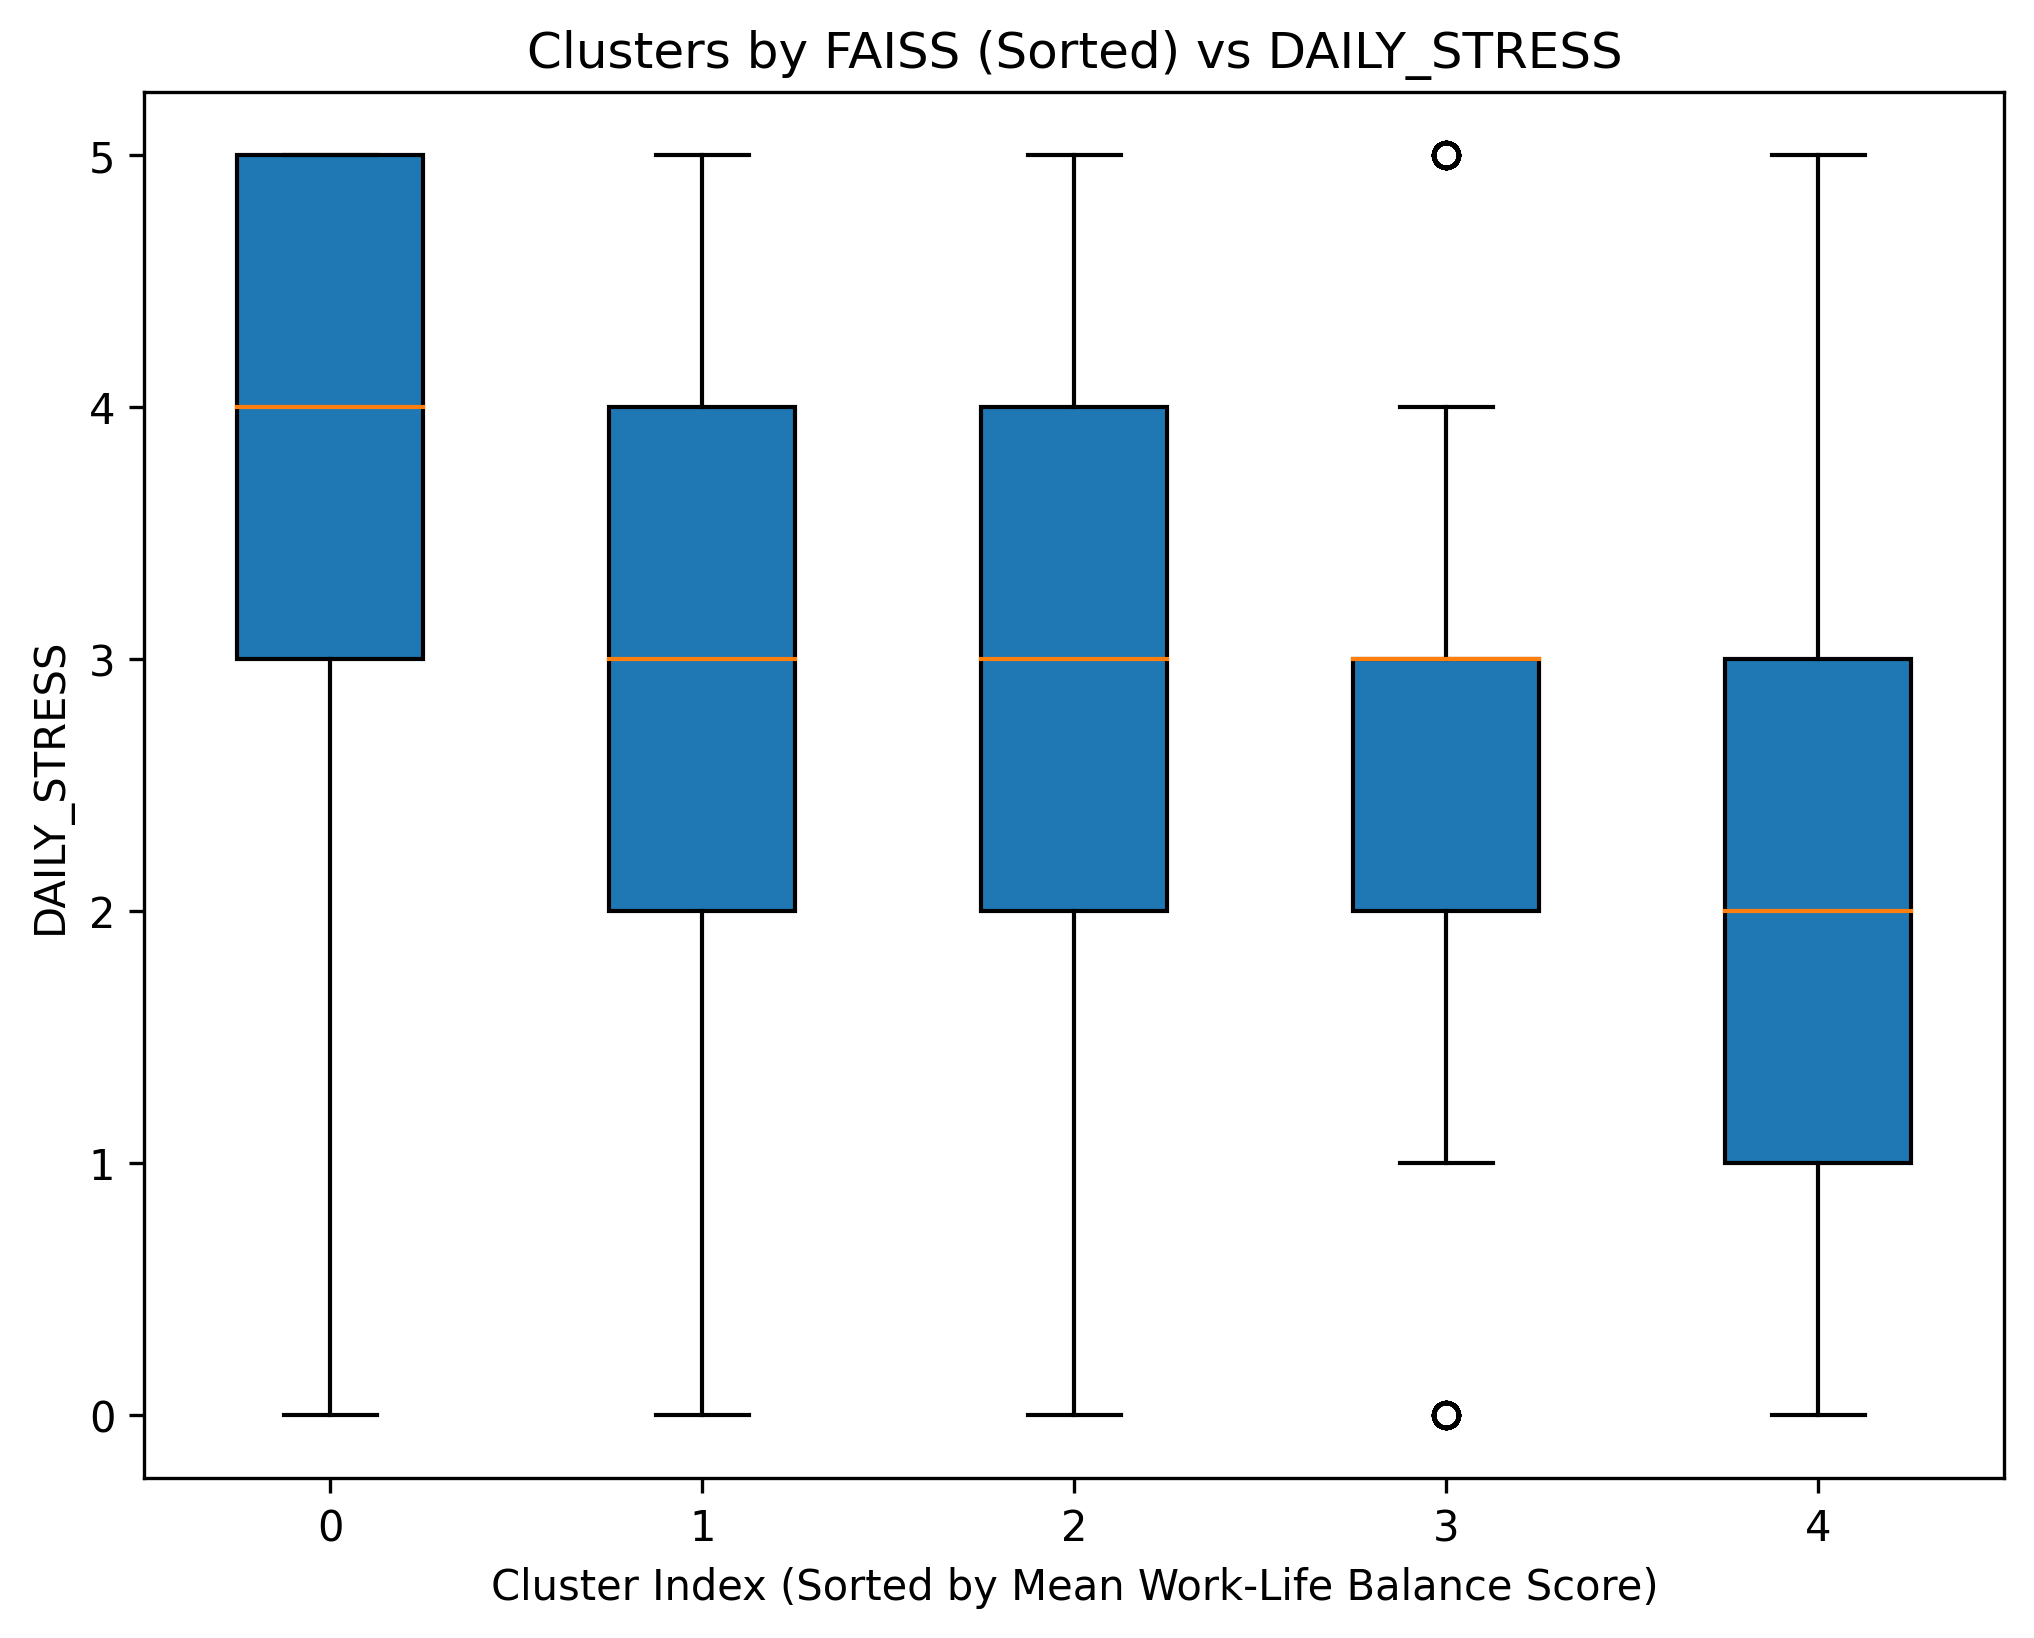 Clusters by FAISS (Sorted) vs DAILY_STRESS
5
4
3
2
1
0
DAILY_STRESS
0 1 2 3 4
Cluster Index (Sorted by Mean Work-Life Balance Score)